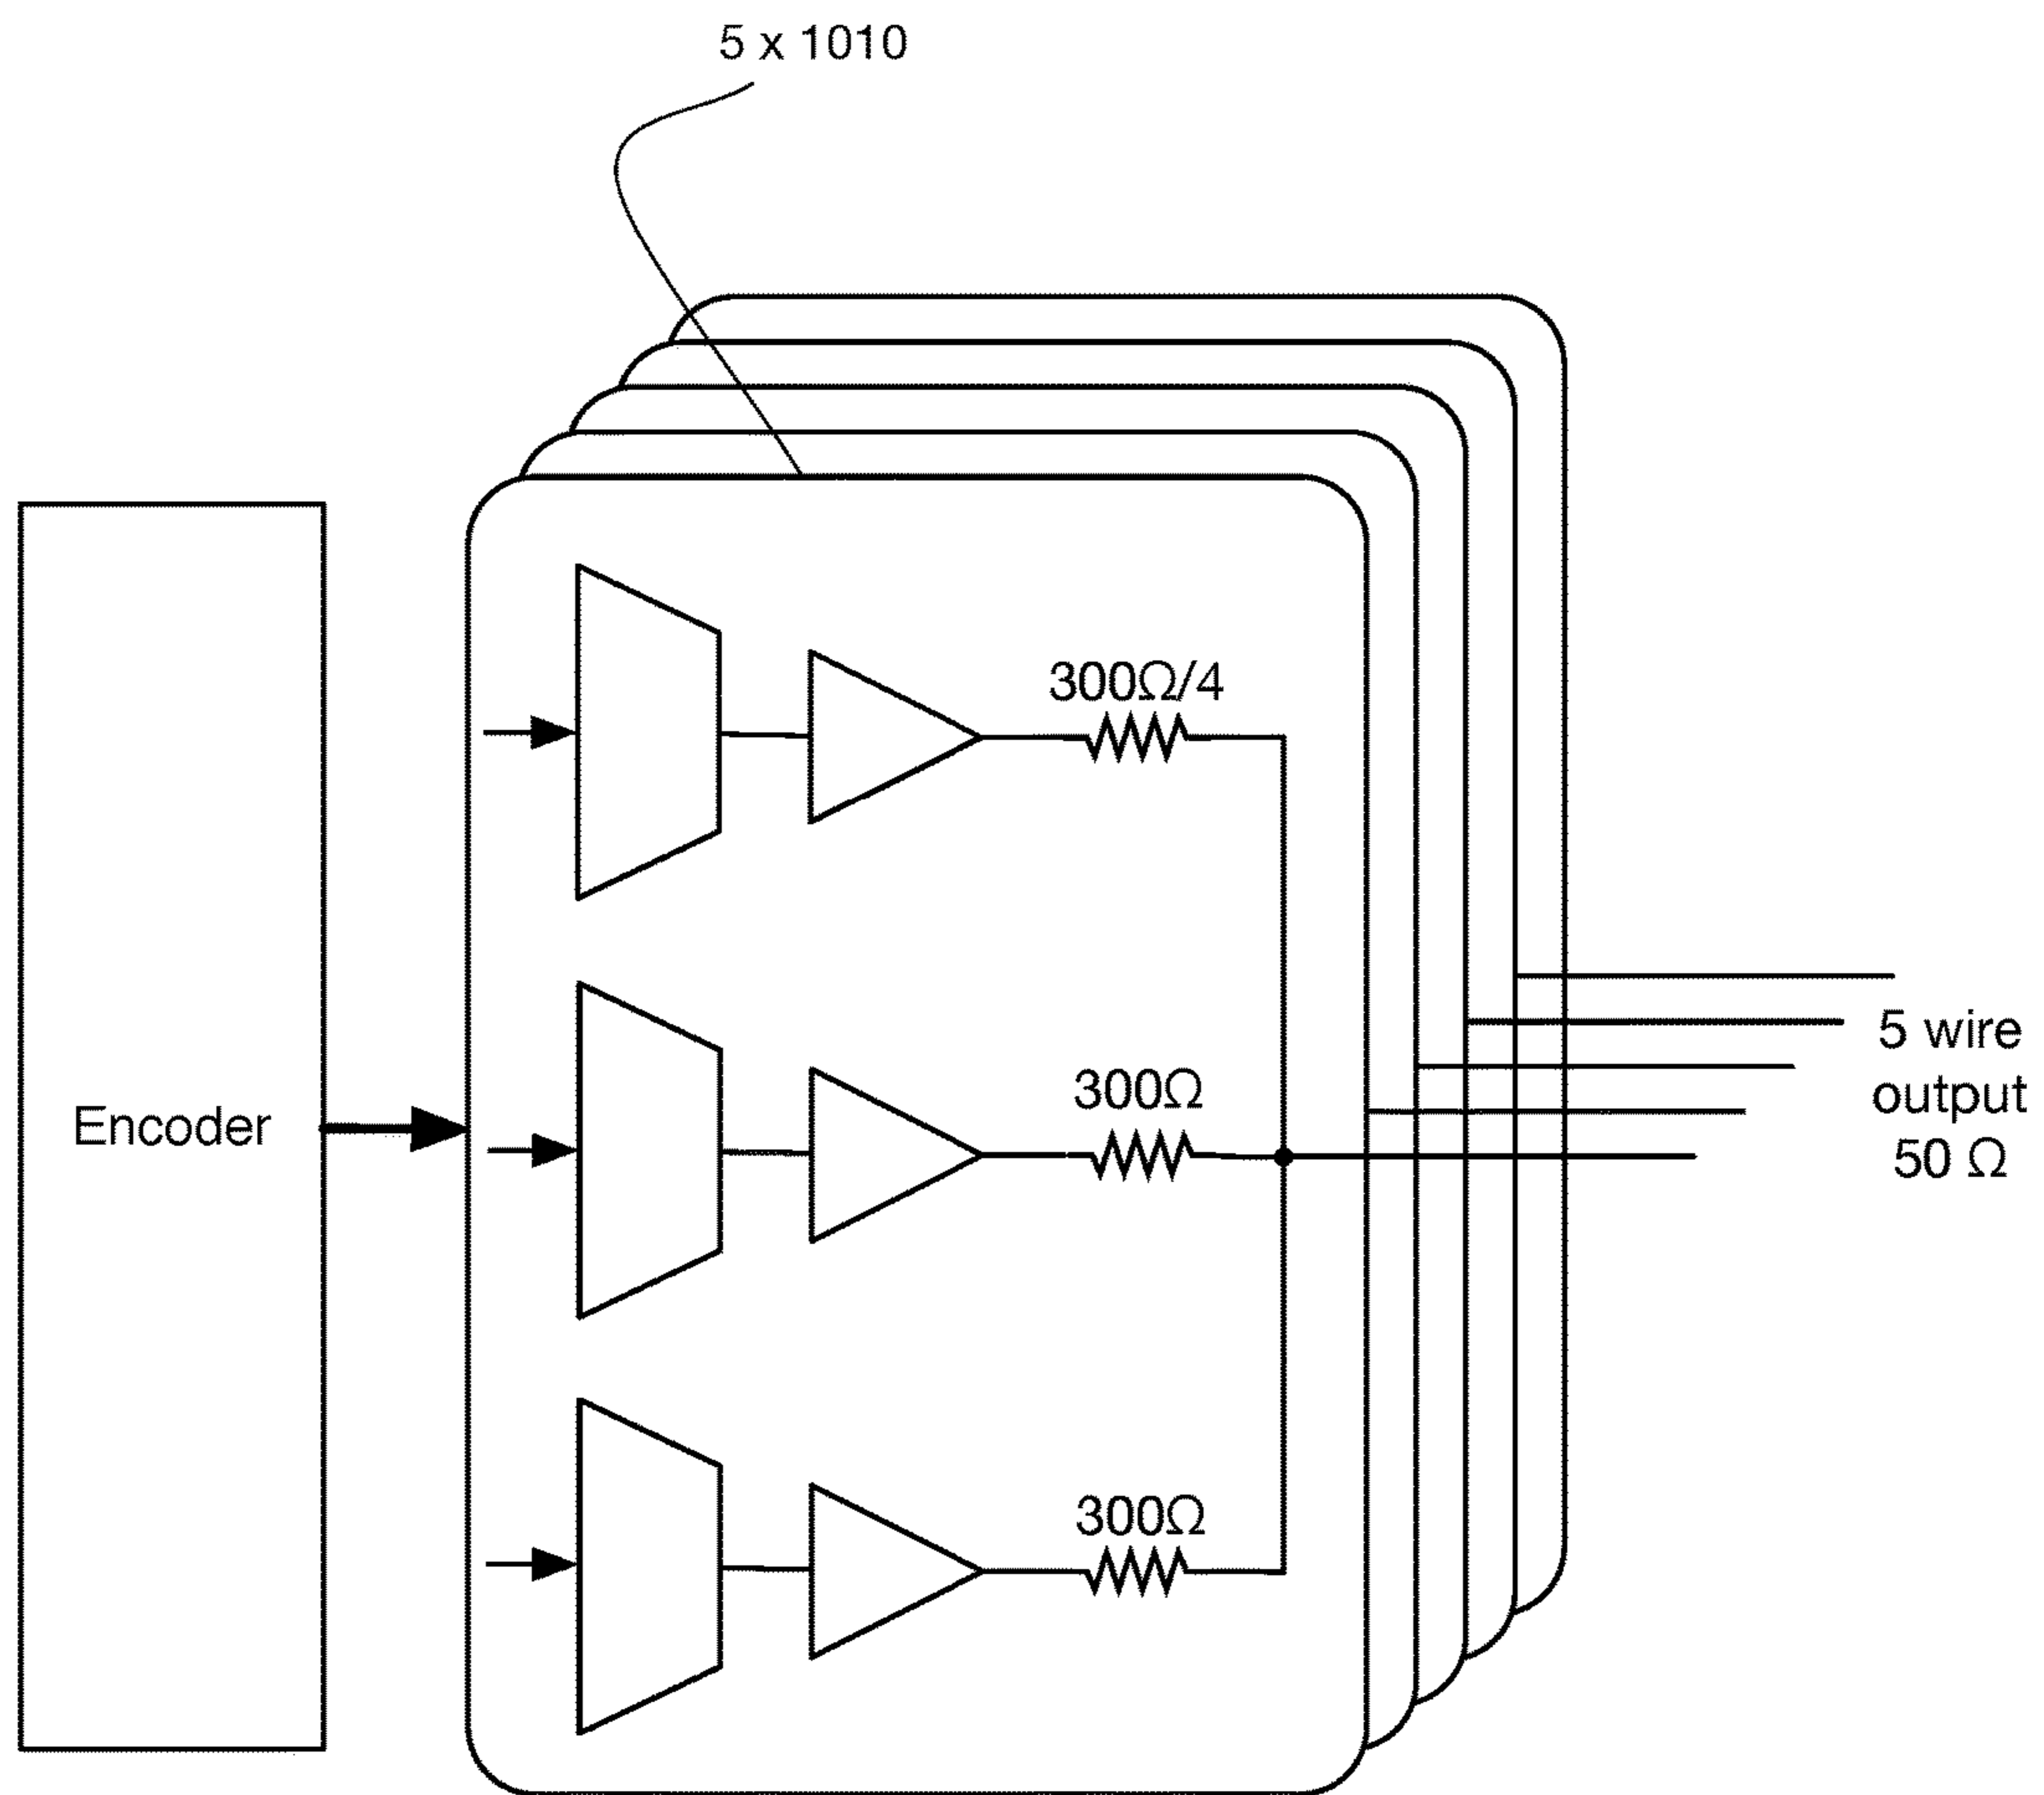 5 x 1010
300Ω/4
300Ω
300Ω
Encoder
5 wire
output
50 Ω